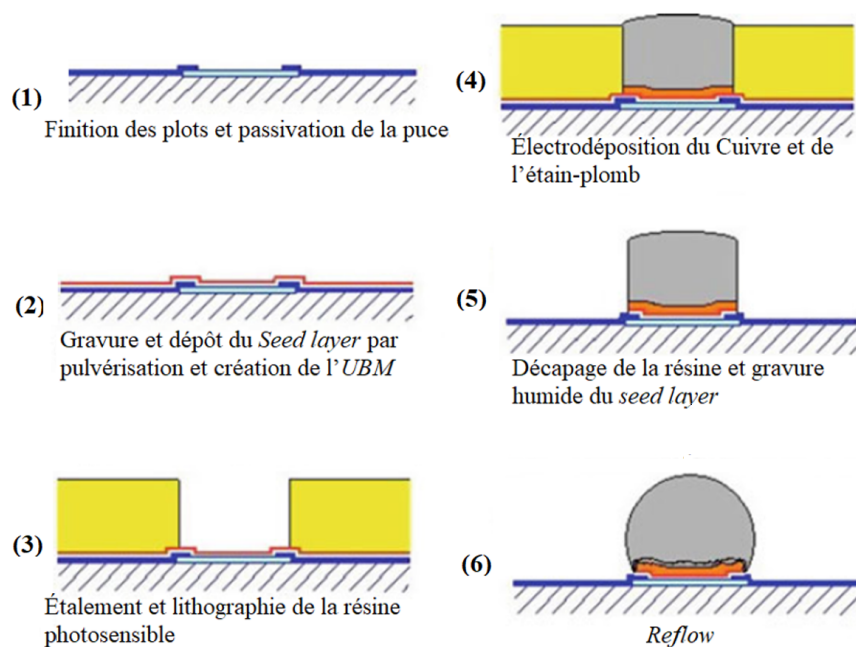 (1)
Finition des plots et passivation de la puce
(2)
Gravure et dépôt du Seed layer par
pulvérisation et création de l'UBM
(3)
Étalement et lithographie de la résine
photosensible
(4)
Électrodéposition du Cuivre et de
l'étain-plomb
(5)
Décapage de la résine et gravure
humide du seed layer
(6)
Reflow